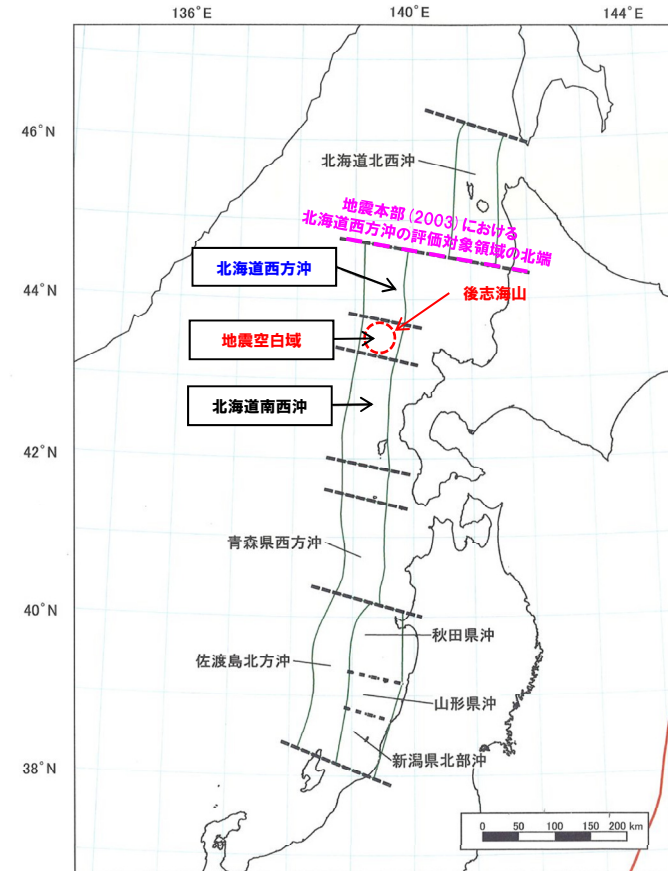 136°E
140°E
144°E
46°N
北海道北西沖
地震本部(2003)における
北海道西方沖の評価対象領域の北端
北海道西方沖
44°N
後志海山
地震空白域
北海道南西沖
42°N
青森県西方沖
40°N
秋田県沖
佐渡島北方沖
山形県沖
新潟県北部沖
38°N
0 50 100 150 200 km